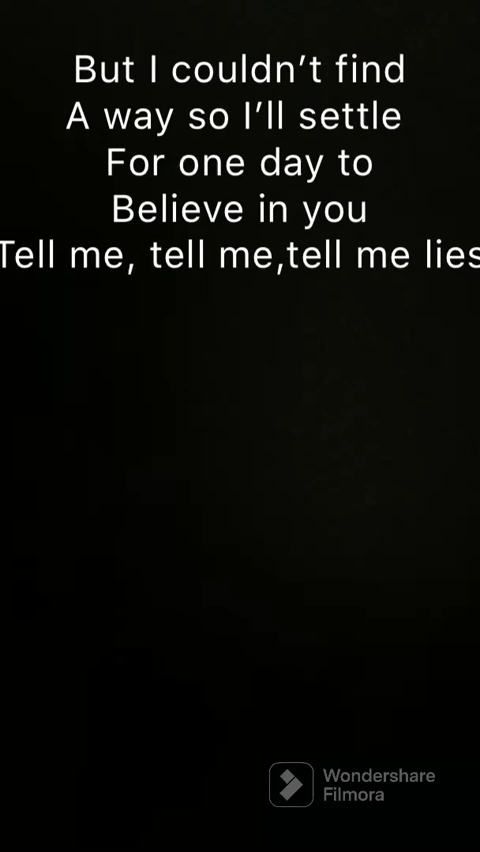 But I couldn’t find
A way so I’ll settle
For one day to
Believe in you
Tell me, tell me,tell me lies
Wondershare
Filmora